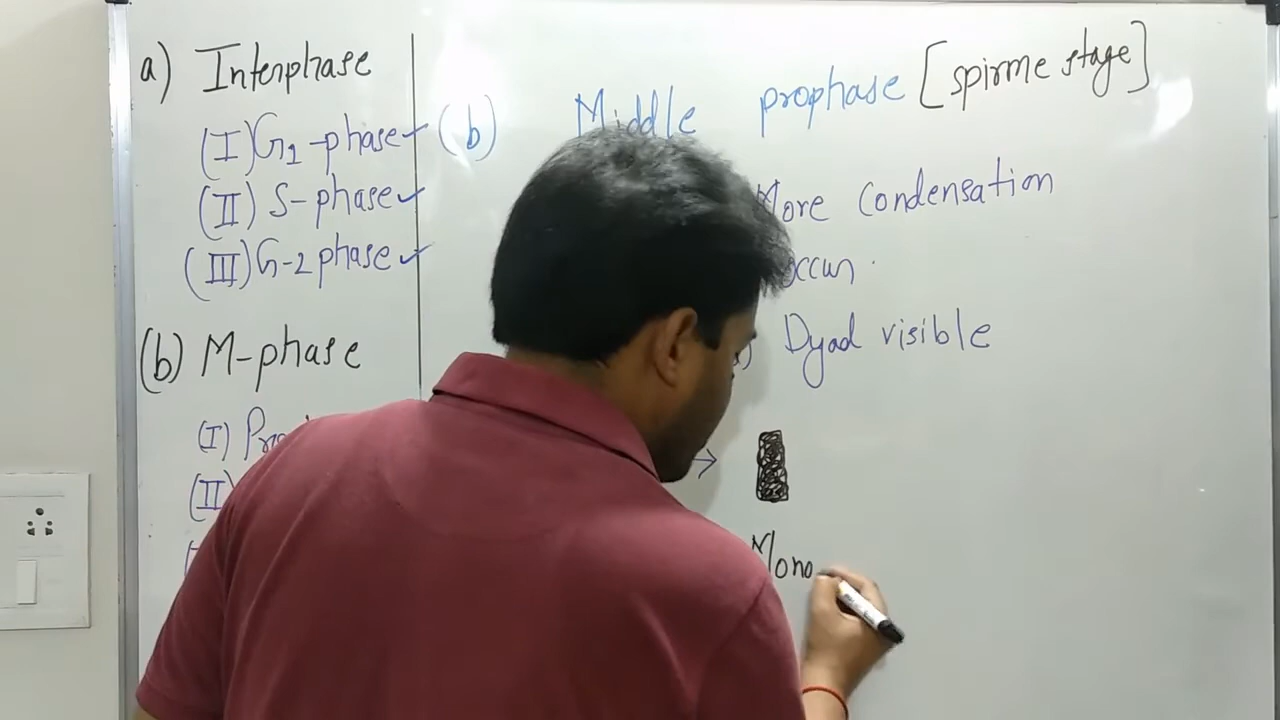 a) Interphase
(I) G1-phase ✓
(II) S-phase ✓
(III) G-2 phase ✓
(b) M-phase
(I)
(II)
(b) Middle prophase [spirme stage]
More condensation
occur.
Dyad visible
→
Mono